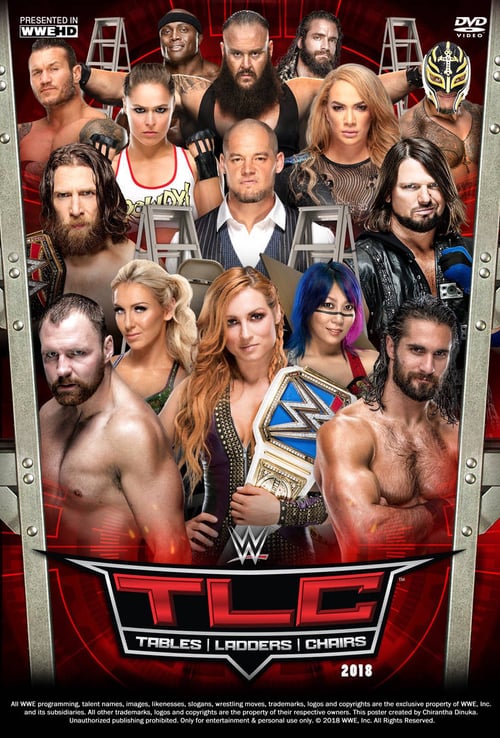 PRESENTED IN
WWE HD
DVD
VIDEO
ROWDY
W
TLC™
TABLES | LADDERS | CHAIRS
2018
All WWE programming, talent names, images, likenesses, slogans, wrestling moves, trademarks, logos and copyrights are the exclusive property of WWE, Inc.
and its subsidiaries. All other trademarks, logos and copyrights are the property of their respective owners. This poster created by Chirantha Dinuka.
Unauthorized publishing prohibited. Only for entertainment & personal use only. © 2018 WWE, Inc. All Rights Reserved.